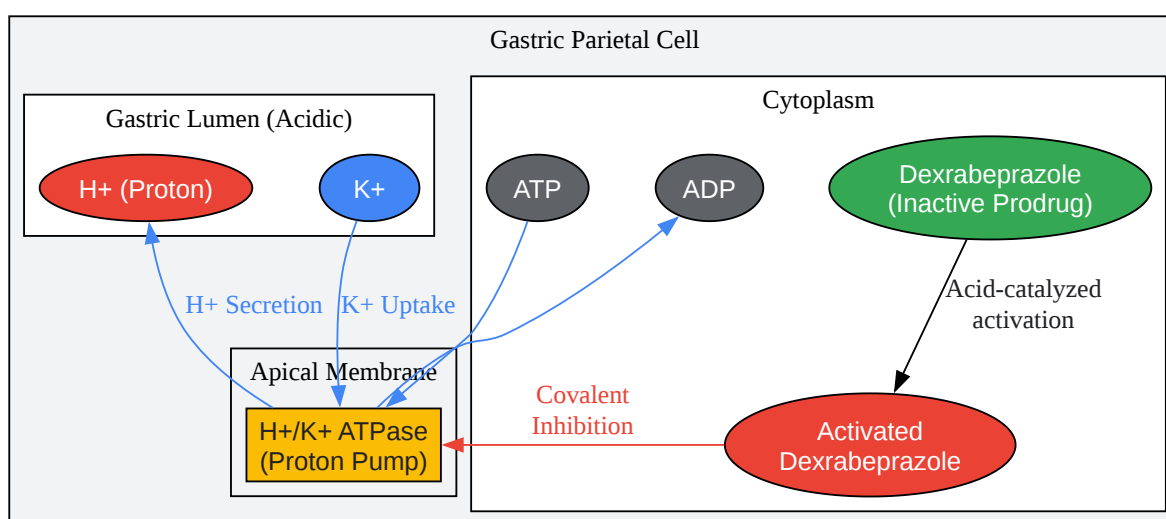 Gastric Parietal Cell
Gastric Lumen (Acidic)
Cytoplasm
H+ (Proton)
K+
ATP
ADP
Dexrabeprazole
(Inactive Prodrug)
H+ Secretion
K+ Uptake
Acid-catalyzed
activation
Apical Membrane
H+/K+ ATPase
(Proton Pump)
Covalent
Inhibition
Activated
Dexrabeprazole